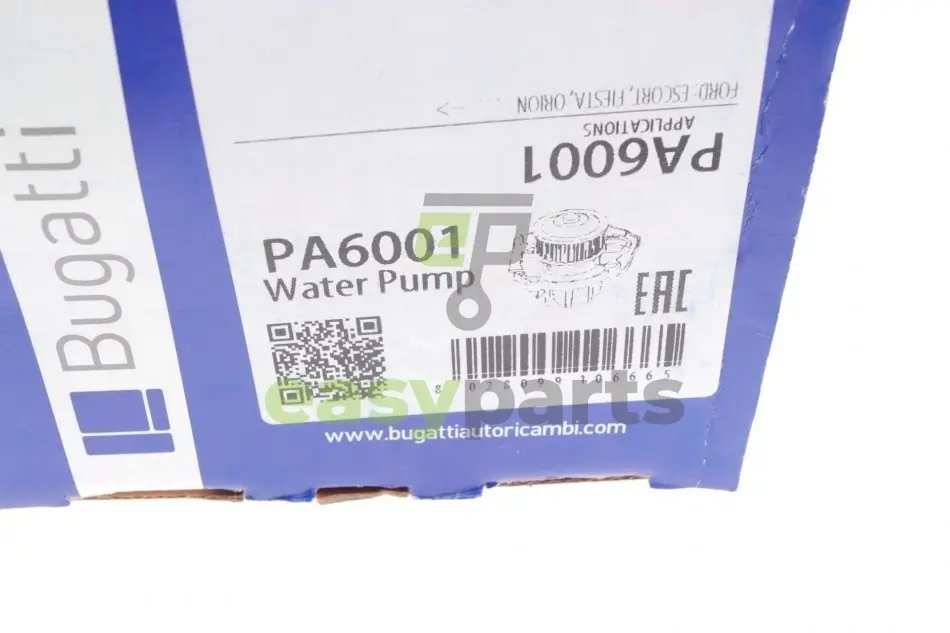 FORD: ESCORT, FIESTA, ORION ... ->
APPLICATIONS
PA6001
PA6001
Water Pump
EAC
easyparts
www.bugattiautoricambi.com
Bugatti